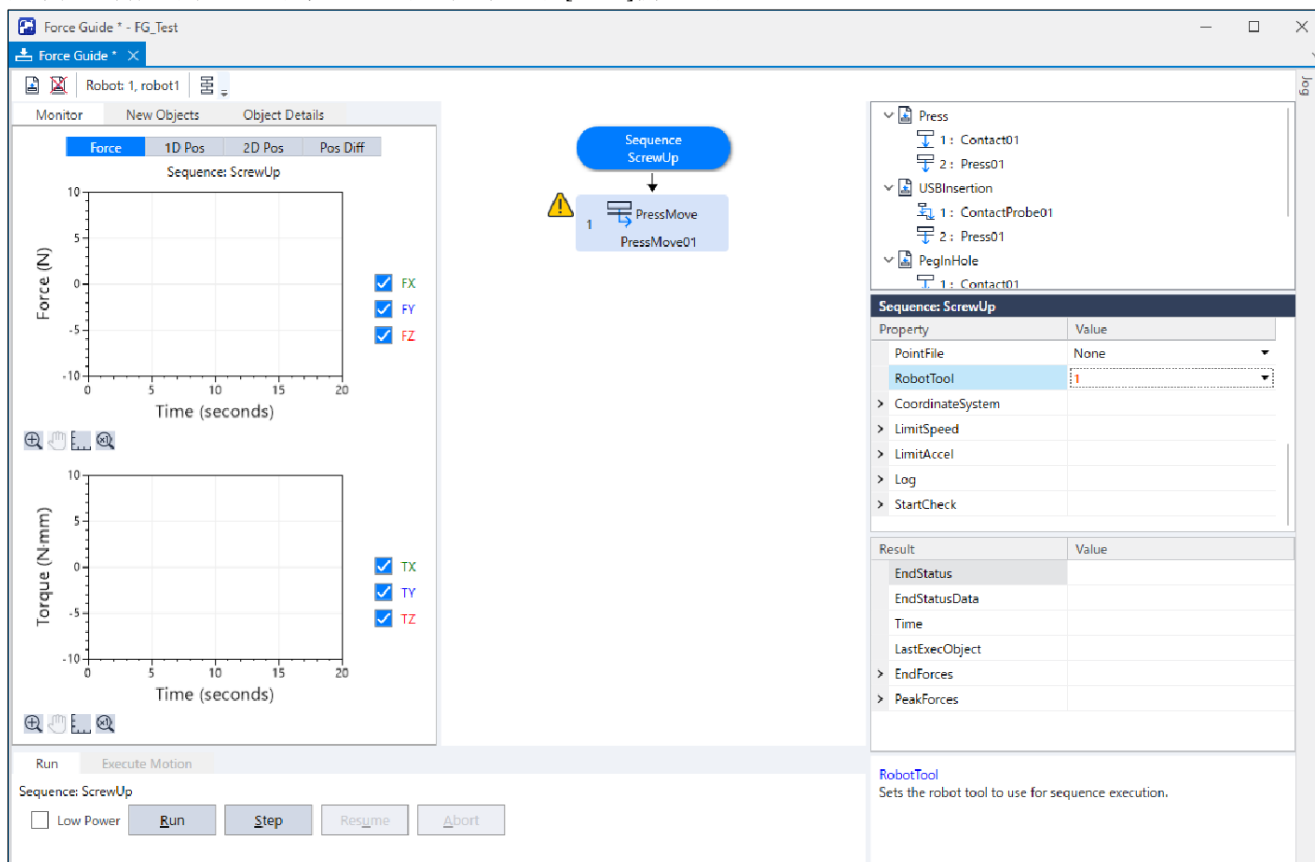 Force Guide * - FG_Test
Force Guide *
Robot: 1, robot1
Jog
Monitor New Objects Object Details
Force 1D Pos 2D Pos Pos Diff
Sequence: ScrewUp
10
5
0
-5
-10
Force (N)
0 5 10 15 20
Time (seconds)
FX
FY
FZ
10
5
0
-5
-10
Torque (N·mm)
0 5 10 15 20
Time (seconds)
TX
TY
TZ
Sequence
ScrewUp
1 PressMove
PressMove01
Press
1 : Contact01
2 : Press01
USBInsertion
1 : ContactProbe01
2 : Press01
PegInHole
1 : Contact01
Sequence: ScrewUp
Property Value
PointFile None
RobotTool 1
CoordinateSystem
LimitSpeed
LimitAccel
Log
StartCheck
Result Value
EndStatus
EndStatusData
Time
LastExecObject
EndForces
PeakForces
Run Execute Motion
Sequence: ScrewUp
Low Power Run Step Resume Abort
RobotTool
Sets the robot tool to use for sequence execution.